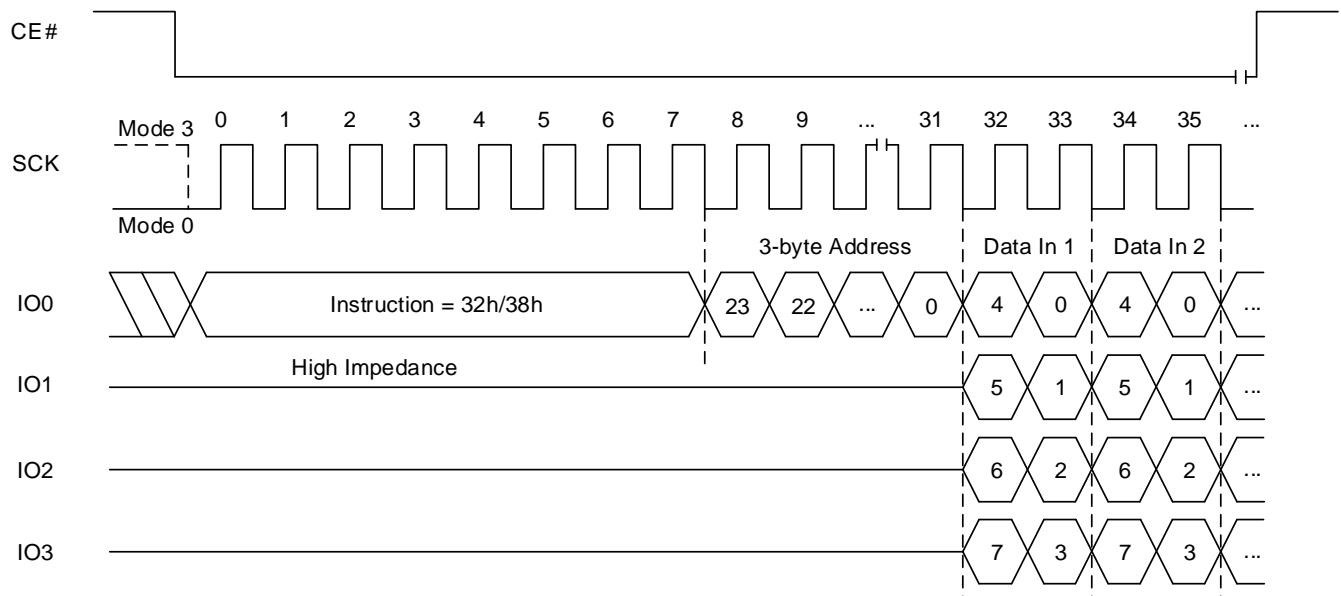 CE#
Mode 3 0 1 2 3 4 5 6 7 8 9 ... 31 32 33 34 35 ...
SCK
Mode 0
3-byte Address Data In 1 Data In 2
IO0 Instruction = 32h/38h 23 22 ... 0 4 0 4 0 ...
High Impedance
IO1 5 1 5 1 ...
IO2 6 2 6 2 ...
IO3 7 3 7 3 ...